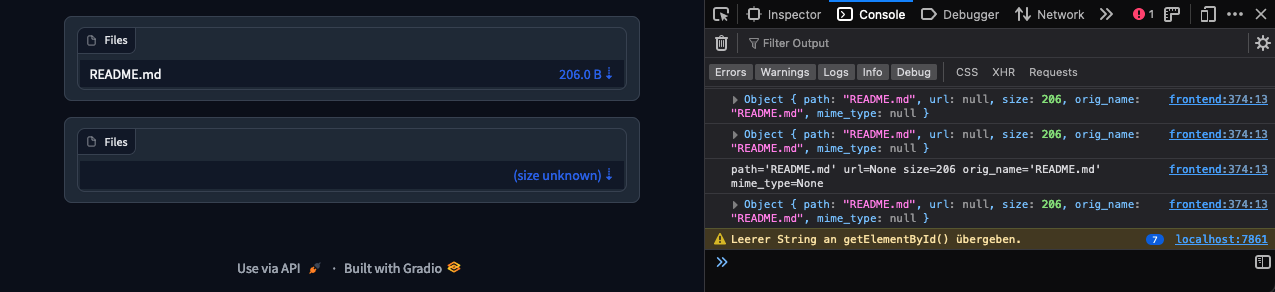 Files
README.md 206.0 B ⇣
Files
(size unknown) ⇣
Use via API · Built with Gradio
Inspector Console Debugger Network 1
Filter Output
Errors Warnings Logs Info Debug CSS XHR Requests
Object { path: "README.md", url: null, size: 206, orig_name: frontend:374:13
"README.md", mime_type: null }
Object { path: "README.md", url: null, size: 206, orig_name: frontend:374:13
"README.md", mime_type: null }
path='README.md' url=None size=206 orig_name='README.md' frontend:374:13
mime_type=None
Object { path: "README.md", url: null, size: 206, orig_name: frontend:374:13
"README.md", mime_type: null }
Leerer String an getElementById() übergeben. 7 localhost:7861